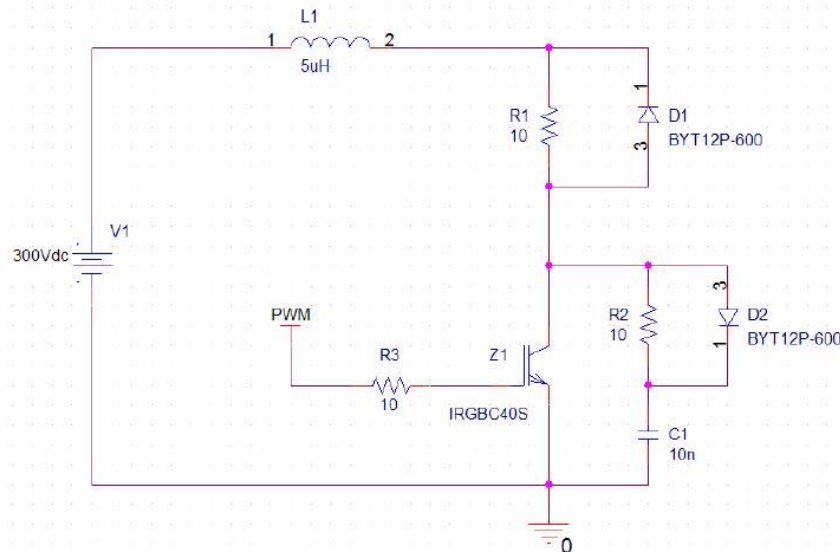 L1
1 2
5uH
R1
10
1
D1
3
BYT12P-600
V1
300Vdc
PWM
R3
10
Z1
IRGBC40S
R2
10
3
D2
1
BYT12P-600
C1
10n
0